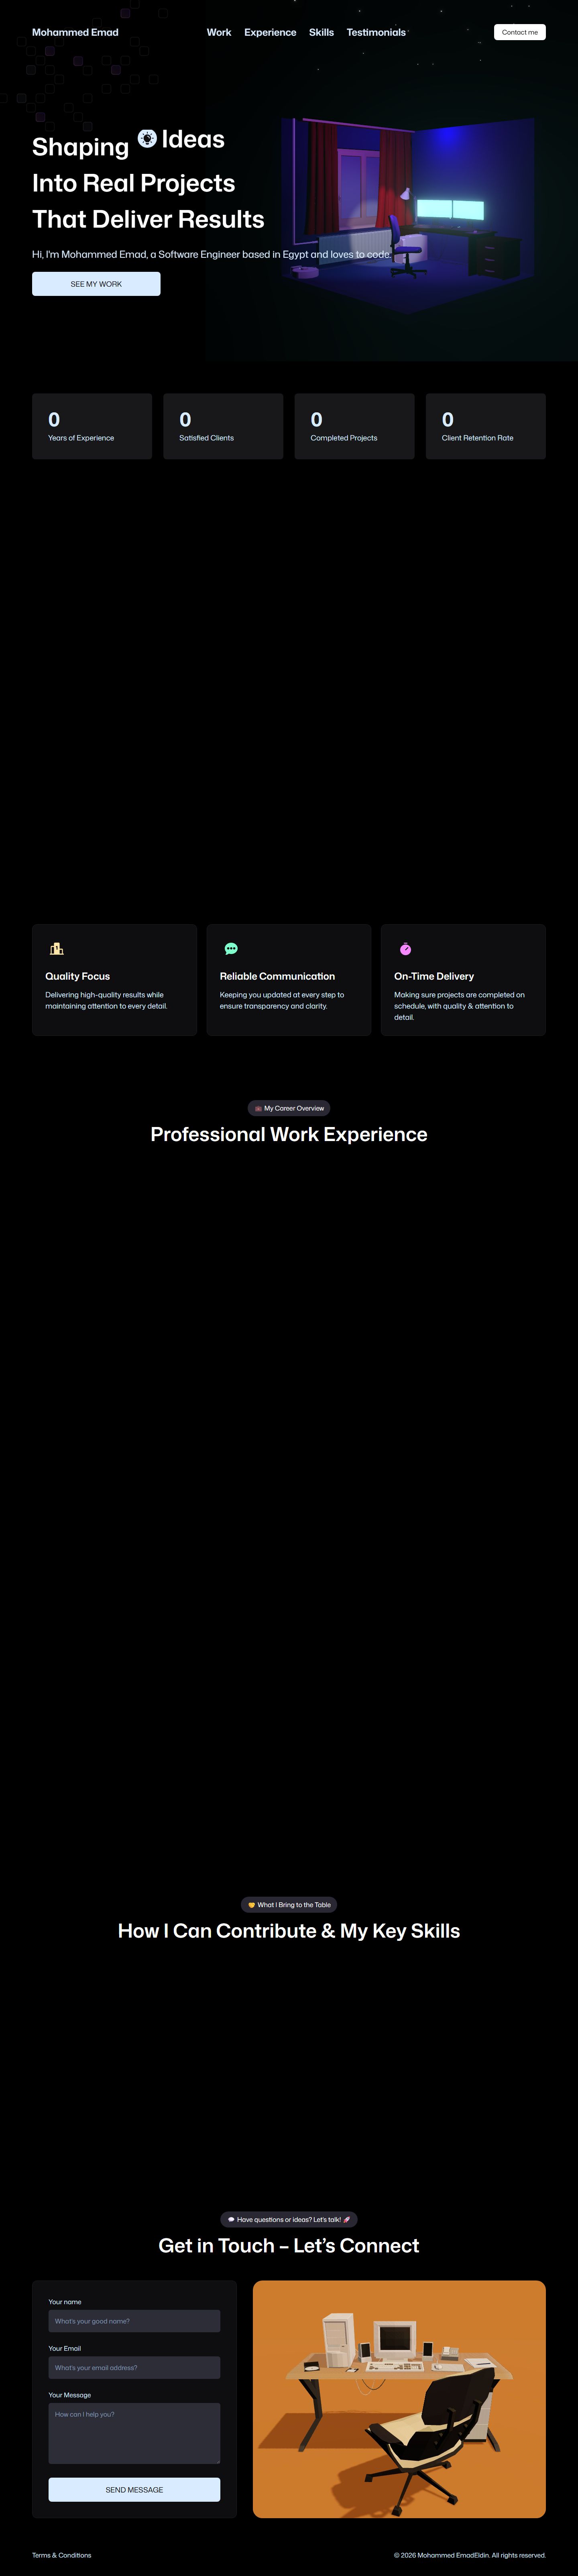 Mohammed Emad
Work Experience Skills Testimonials
Contact me
Shaping Ideas
Into Real Projects
That Deliver Results
Hi, I'm Mohammed Emad, a Software Engineer based in Egypt and loves to code.
SEE MY WORK
0
Years of Experience
0
Satisfied Clients
0
Completed Projects
0
Client Retention Rate
Quality Focus
Delivering high-quality results while
maintaining attention to every detail.
Reliable Communication
Keeping you updated at every step to
ensure transparency and clarity.
On-Time Delivery
Making sure projects are completed on
schedule, with quality & attention to
detail.
💼 My Career Overview
Professional Work Experience
🤝 What I Bring to the Table
How I Can Contribute & My Key Skills
💬 Have questions or ideas? Let's talk! 🚀
Get in Touch – Let's Connect
Your name
What's your good name?
Your Email
What's your email address?
Your Message
How can I help you?
SEND MESSAGE
Terms & Conditions
© 2026 Mohammed EmadEldin. All rights reserved.